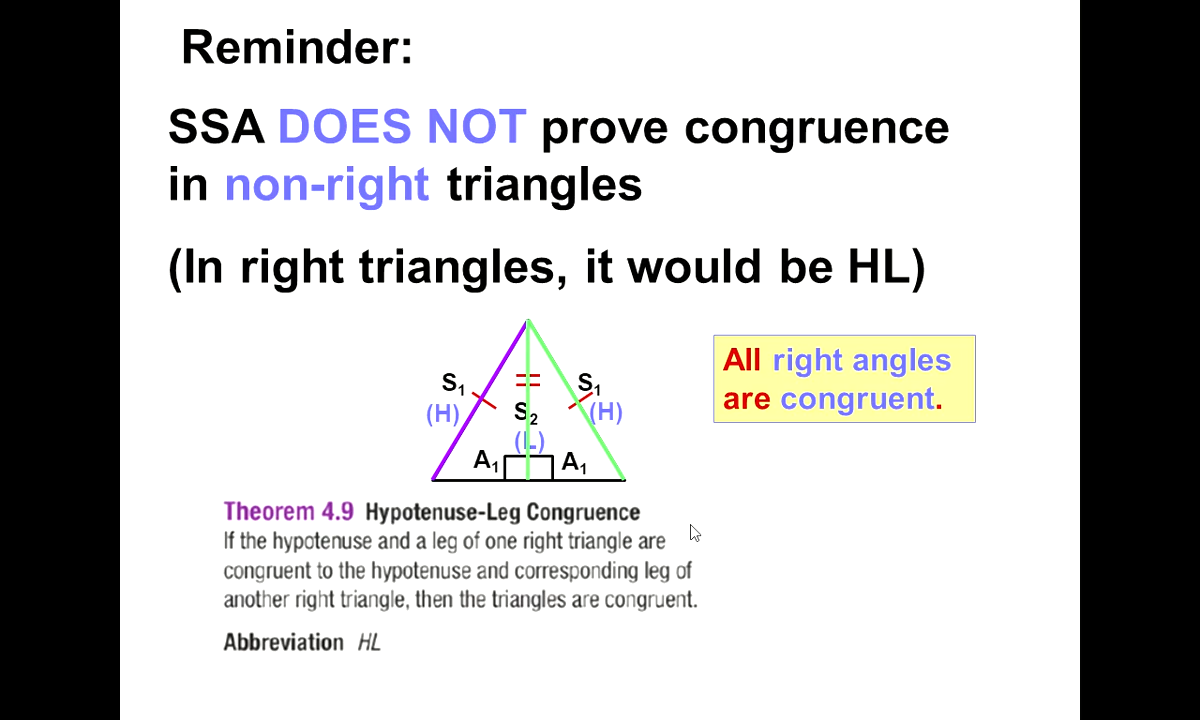 Reminder:
SSA DOES NOT prove congruence
in non-right triangles
(In right triangles, it would be HL)
All right angles
are congruent.
S1
S1
(H)
S2
(H)
(L)
A1
A1
Theorem 4.9 Hypotenuse-Leg Congruence
If the hypotenuse and a leg of one right triangle are
congruent to the hypotenuse and corresponding leg of
another right triangle, then the triangles are congruent.
Abbreviation HL